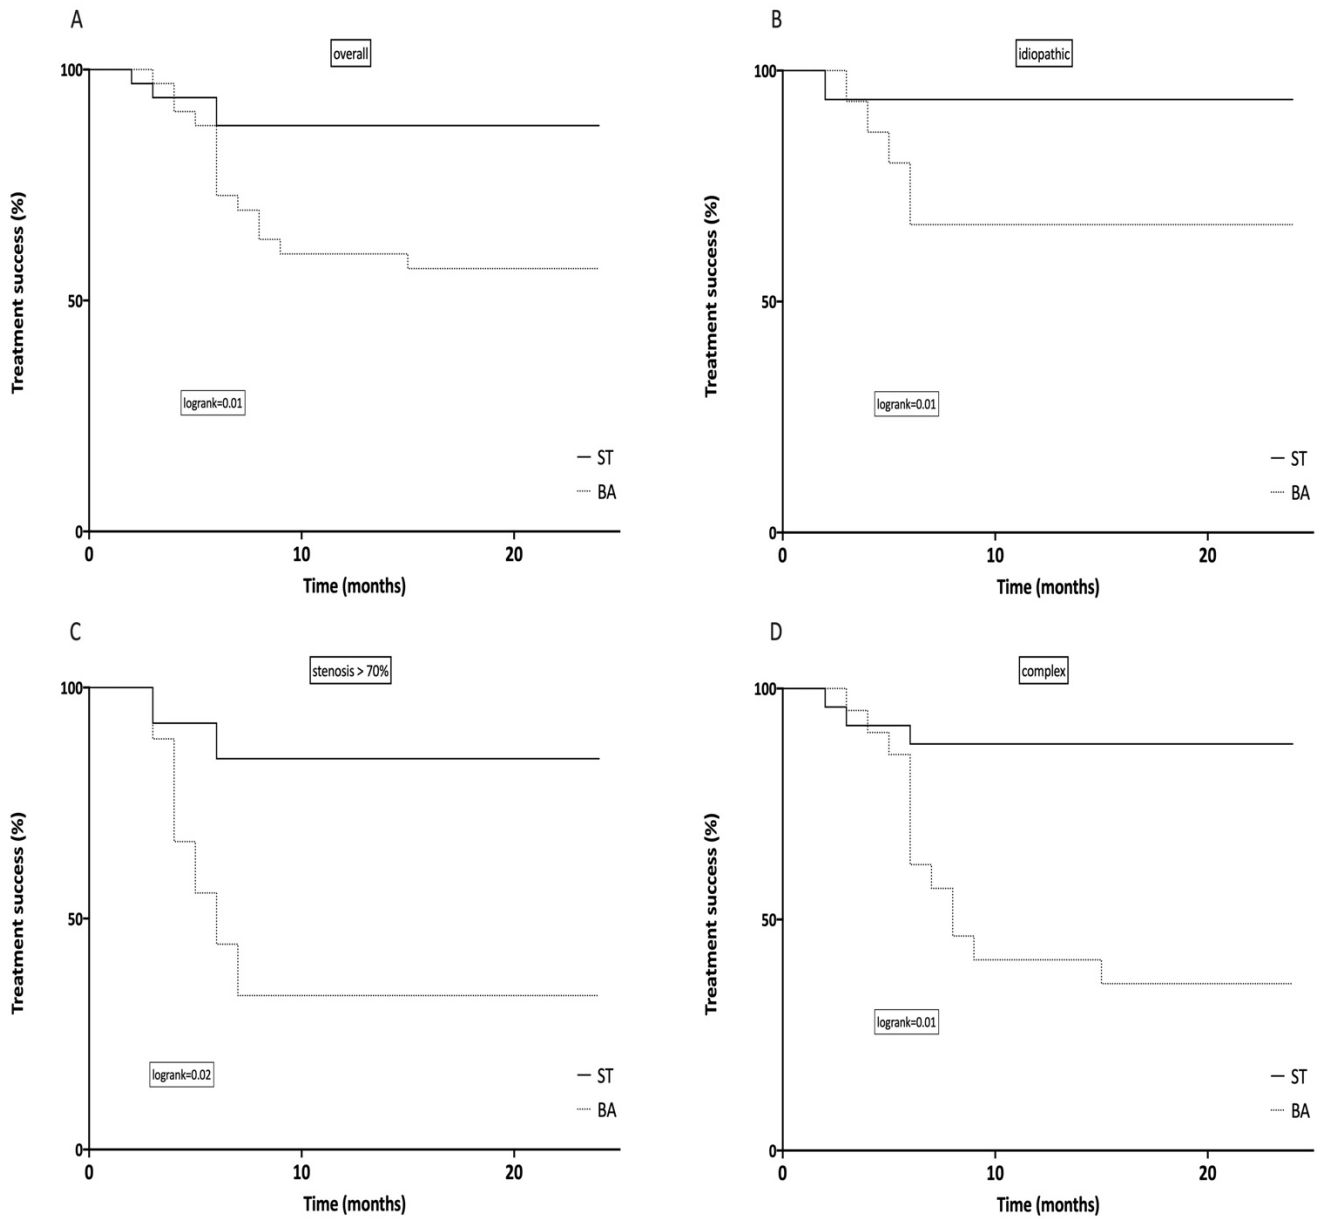 A
overall
100
50
0
Treatment success (%)
logrank=0.01
ST
BA
0 10 20
Time (months)
B
idiopathic
100
50
0
Treatment success (%)
logrank=0.01
ST
BA
0 10 20
Time (months)
C
stenosis > 70%
100
50
0
Treatment success (%)
logrank=0.02
ST
BA
0 10 20
Time (months)
D
complex
100
50
0
Treatment success (%)
logrank=0.01
ST
BA
0 10 20
Time (months)